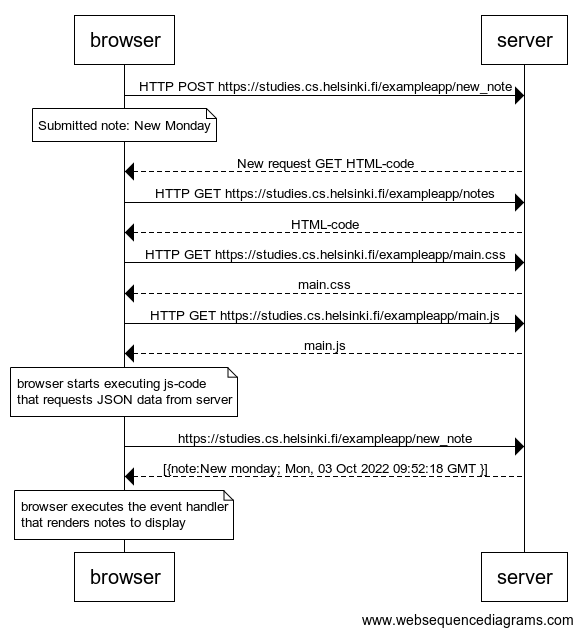 browser
server
HTTP POST https://studies.cs.helsinki.fi/exampleapp/new_note
Submitted note: New Monday
New request GET HTML-code
HTTP GET https://studies.cs.helsinki.fi/exampleapp/notes
HTML-code
HTTP GET https://studies.cs.helsinki.fi/exampleapp/main.css
main.css
HTTP GET https://studies.cs.helsinki.fi/exampleapp/main.js
main.js
browser starts executing js-code
that requests JSON data from server
https://studies.cs.helsinki.fi/exampleapp/new_note
[{note:New monday; Mon, 03 Oct 2022 09:52:18 GMT }]
browser executes the event handler
that renders notes to display
browser
server
www.websequencediagrams.com